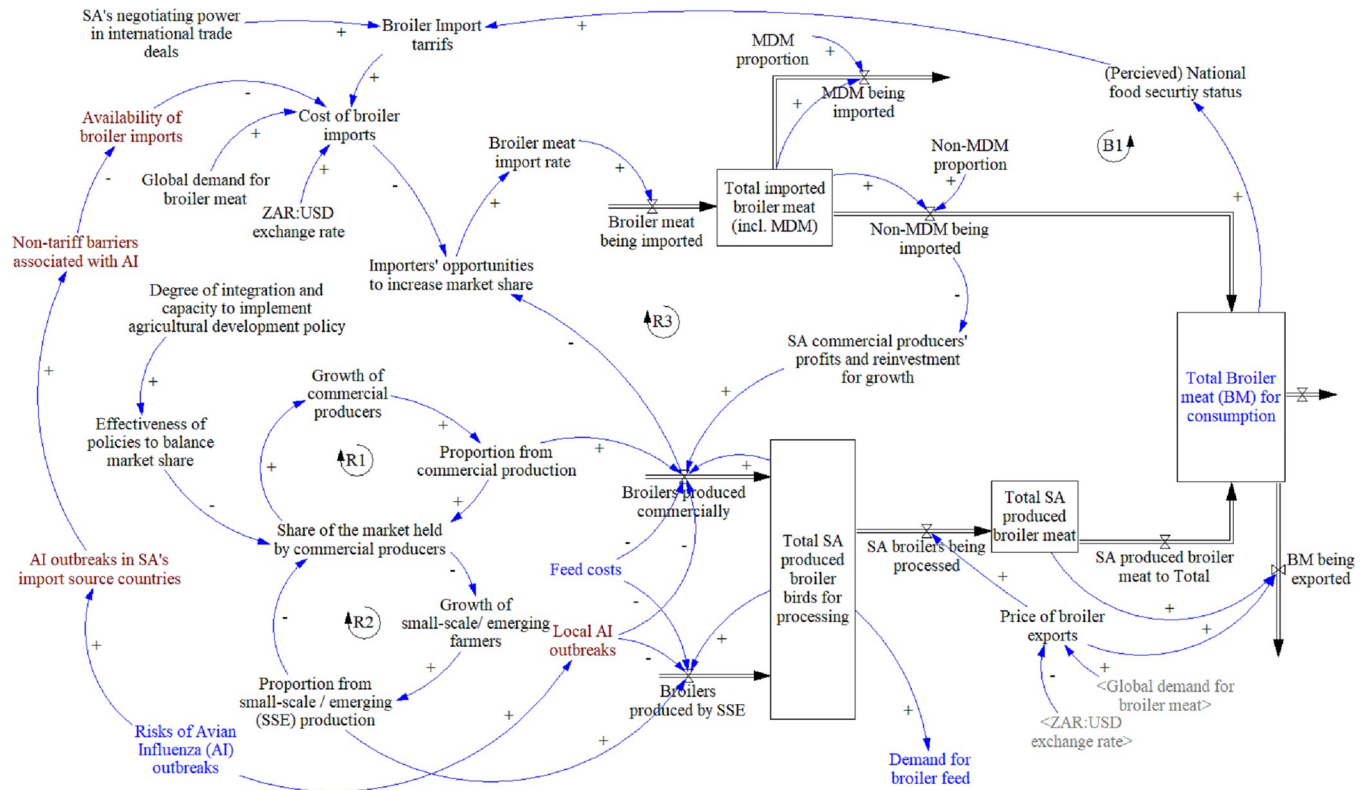 SA's negotiating power
in international trade
deals
+
Broiler Import
tarrifs
+
+
Availability of
broiler imports
-
+
Cost of broiler
imports
Global demand for
broiler meat
+
ZAR:USD
exchange rate
-
-
Non-tariff barriers
associated with AI
MDM
proportion
+
MDM being
imported
+
(Percieved) National
food securtiy status
B1
+
Broiler meat
import rate
+
+
Broiler meat
being imported
Total imported
broiler meat
(incl. MDM)
+
Non-MDM
proportion
+
Non-MDM being
imported
Importers' opportunities
to increase market share
Degree of integration and
capacity to implement
agricultural development policy
+
R3
-
-
SA commercial producers'
profits and reinvestment
for growth
+
Total Broiler
meat (BM) for
consumption
+
Effectiveness of
policies to balance
market share
-
Growth of
commercial
producers
+
+
R1
Proportion from
commercial production
+
+
Broilers produced
commercially
+
Share of the market held
by commercial producers
-
-
R2
Growth of
small-scale/ emerging
farmers
+
Proportion from
small-scale / emerging
(SSE) production
+
AI outbreaks in SA's
import source countries
+
Risks of Avian
Influenza (AI)
outbreaks
+
Feed costs
-
-
Local AI
outbreaks
-
-
Broilers
produced by SSE
+
Total SA
produced
broiler
birds for
processing
SA broilers being
processed
Total SA
produced
broiler meat
SA produced broiler
meat to Total
BM being
exported
+
+
Price of broiler
exports
+
-
+
<Global demand for
broiler meat>
<ZAR:USD
exchange rate>
+
Demand for
broiler feed